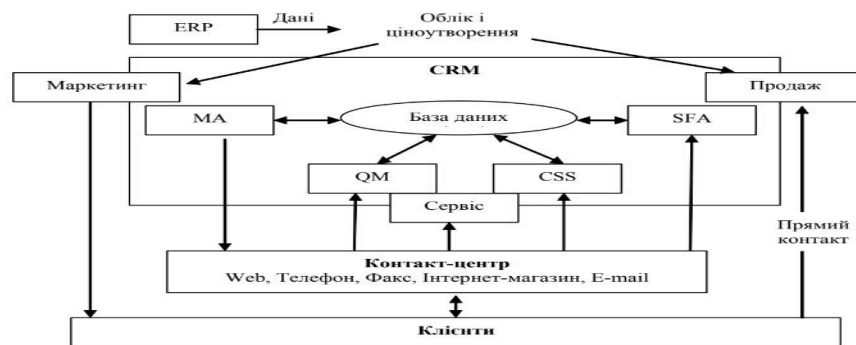 ERP
Дані
Облік і
ціноутворення
CRM
Маркетинг
Продаж
MA
База даних
SFA
QM
CSS
Сервіс
Прямий
контакт
Контакт-центр
Web, Телефон, Факс, Інтернет-магазин, E-mail
Клієнти